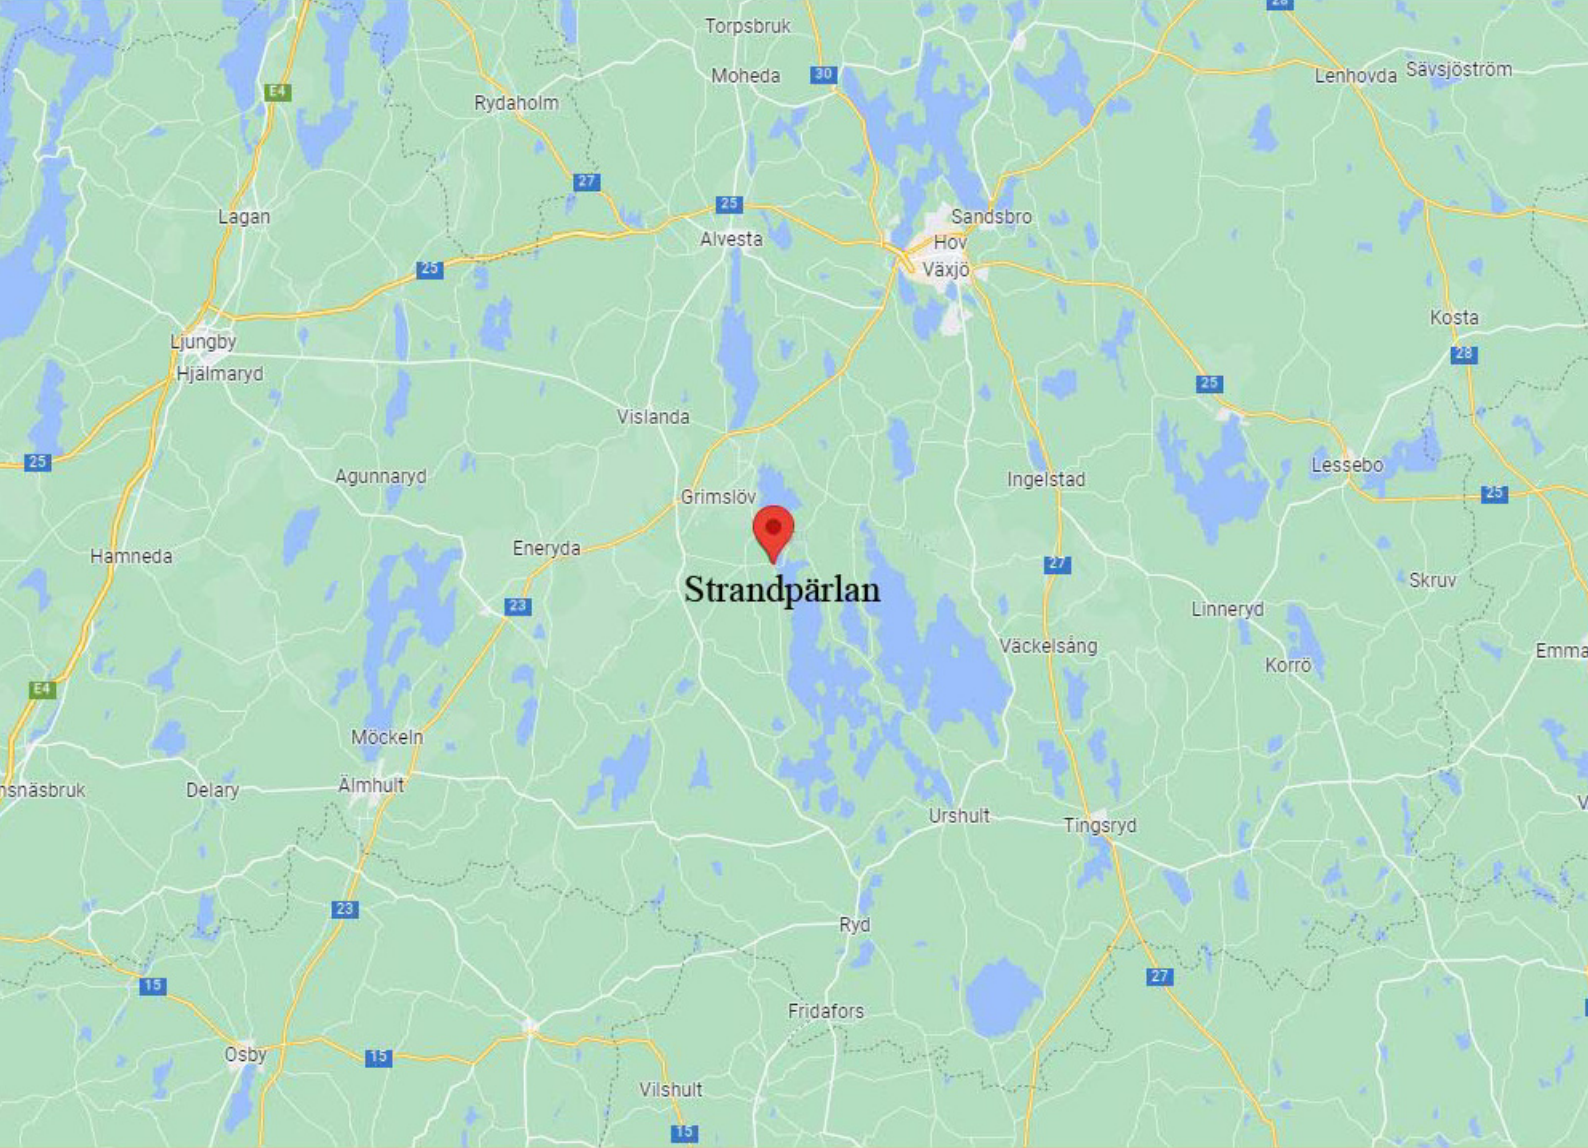 28
Torpsbruk
Moheda
30
Lenhovda
Sävsjöström
E4
Rydaholm
27
25
Lagan
Sandsbro
Alvesta
Hov
25
Växjö
Kosta
Ljungby
28
Hjälmaryd
25
Vislanda
25
Lessebo
Agunnaryd
Ingelstad
25
Grimslöv
Eneryda
Hamneda
27
Skruv
Strandpärlan
23
Linneryd
Väckelsång
Emma
Korrö
E4
Möckeln
Älmhult
nsnäsbruk
Delary
Urshult
Tingsryd
23
Ryd
27
15
Fridafors
Osby
15
Vilshult
15